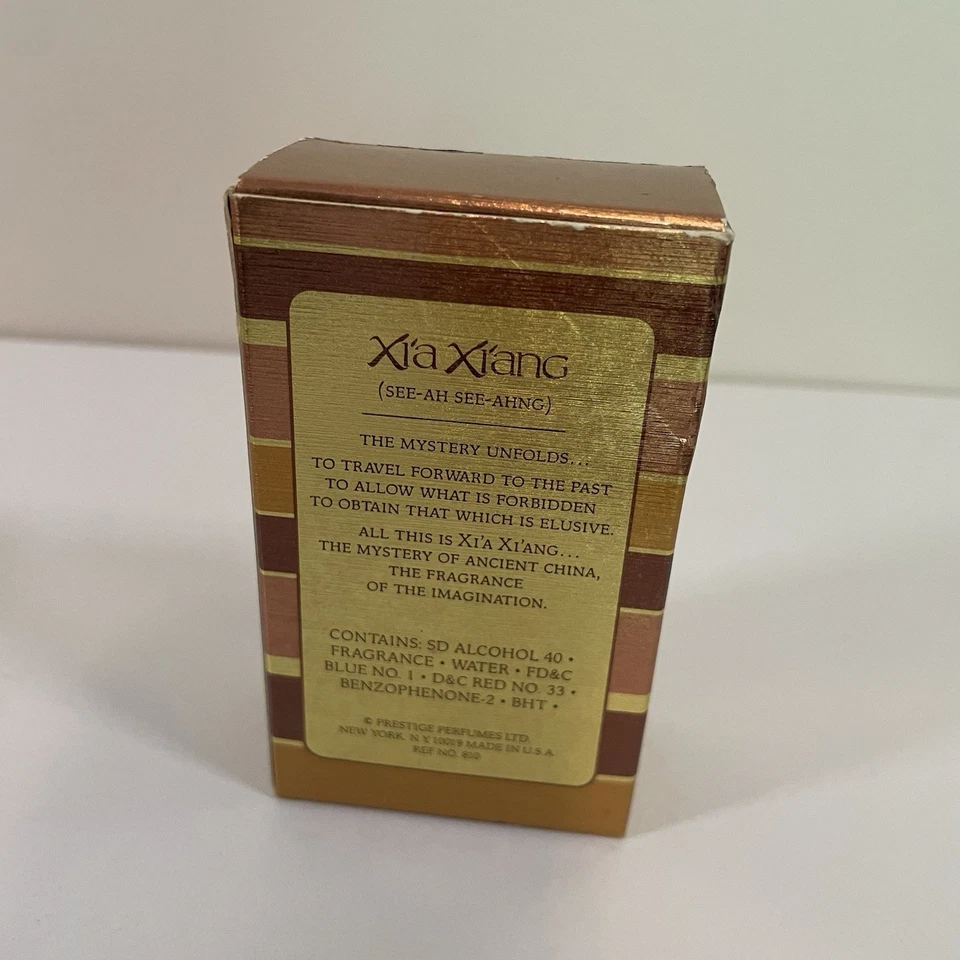 Xi'a Xi'ang
(SEE-AH SEE-AHNG)
THE MYSTERY UNFOLDS...
TO TRAVEL FORWARD TO THE PAST
TO ALLOW WHAT IS FORBIDDEN
TO OBTAIN THAT WHICH IS ELUSIVE.
ALL THIS IS XI'A XI'ANG...
THE MYSTERY OF ANCIENT CHINA,
THE FRAGRANCE
OF THE IMAGINATION.
CONTAINS: SD ALCOHOL 40 •
FRAGRANCE • WATER • FD&C
BLUE NO. 1 • D&C RED NO. 33 •
BENZOPHENONE-2 • BHT •
© PRESTIGE PERFUMES LTD.
NEW YORK, N.Y. 10019 MADE IN U.S.A.
REF NO.